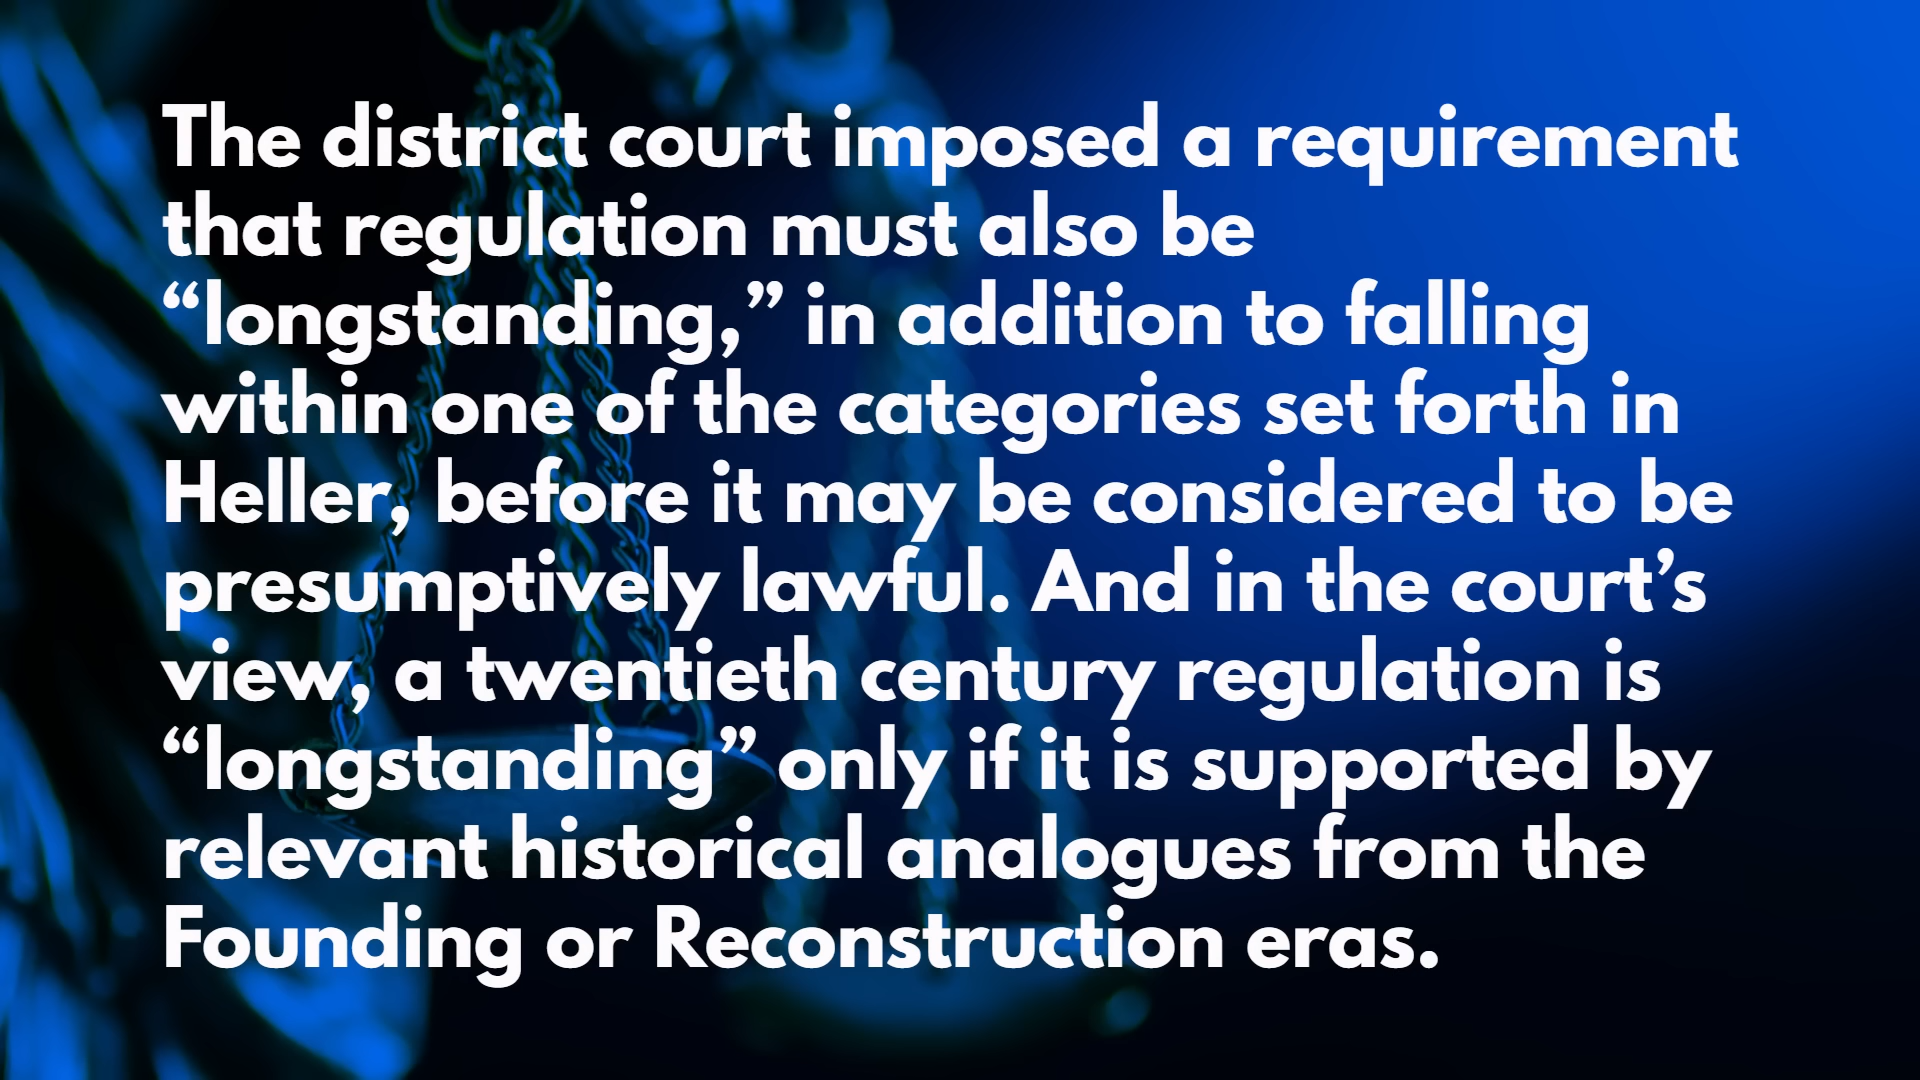 The district court imposed a requirement
that regulation must also be
“longstanding,” in addition to falling
within one of the categories set forth in
Heller, before it may be considered to be
presumptively lawful. And in the court’s
view, a twentieth century regulation is
“longstanding” only if it is supported by
relevant historical analogues from the
Founding or Reconstruction eras.